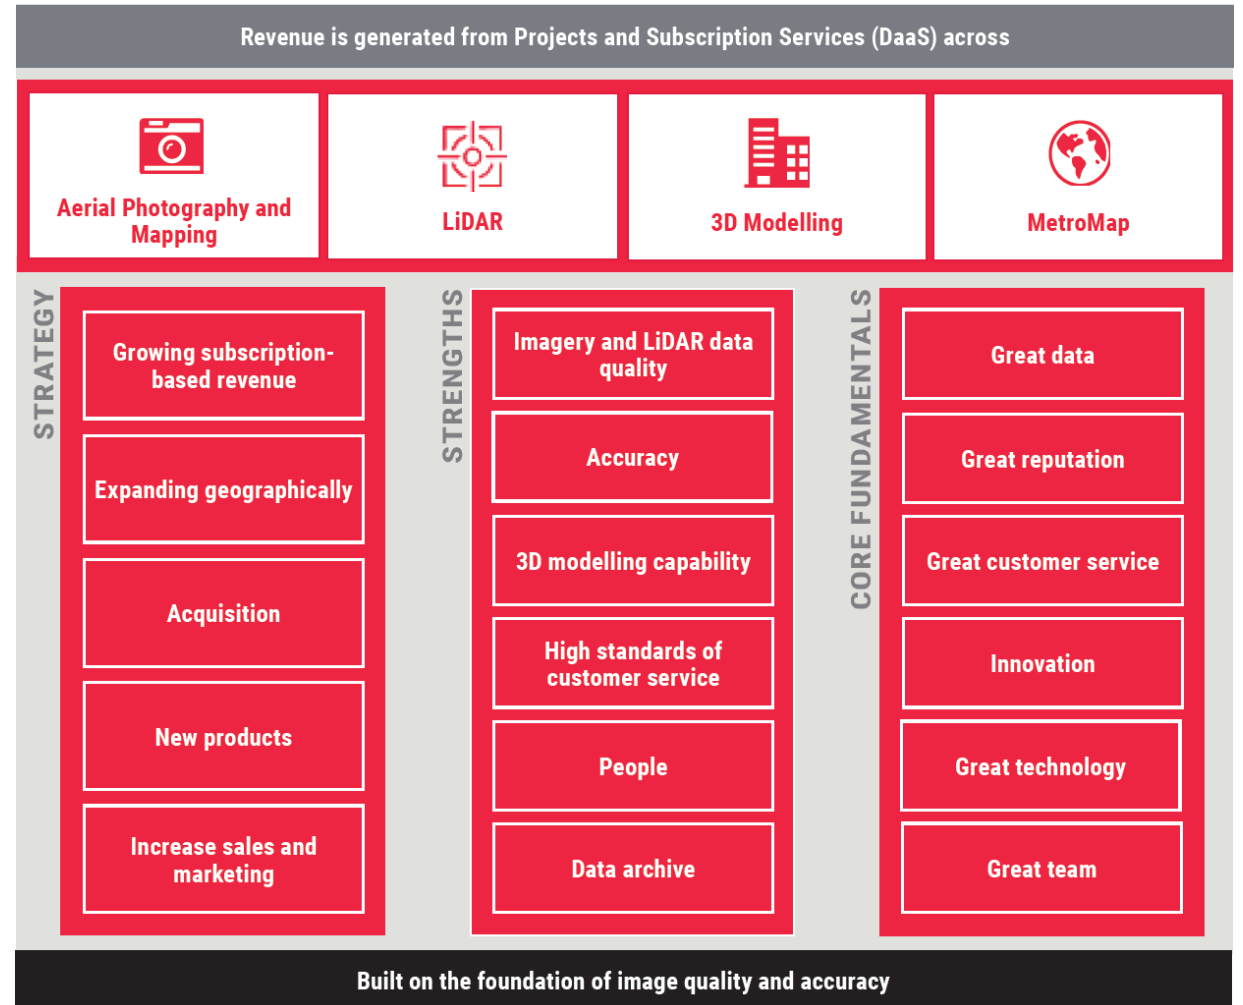 Revenue is generated from Projects and Subscription Services (DaaS) across
Aerial Photography and
Mapping
LiDAR
3D Modelling
MetroMap
STRATEGY
Growing subscription-
based revenue
Expanding geographically
Acquisition
New products
Increase sales and
marketing
STRENGTHS
Imagery and LiDAR data
quality
Accuracy
3D modelling capability
High standards of
customer service
People
Data archive
CORE FUNDAMENTALS
Great data
Great reputation
Great customer service
Innovation
Great technology
Great team
Built on the foundation of image quality and accuracy